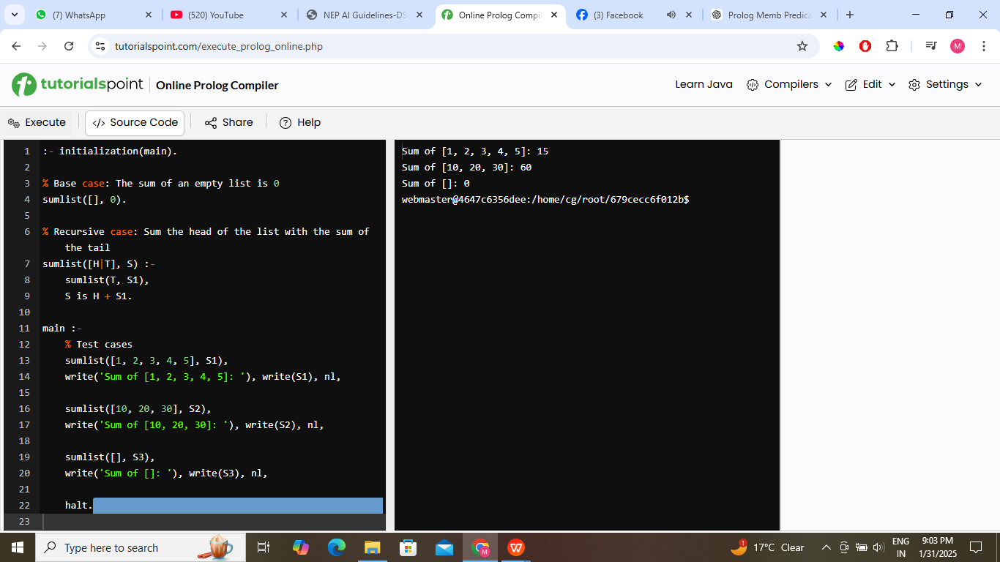 (7) WhatsApp
(520) YouTube
NEP AI Guidelines-DS
Online Prolog Compil
(3) Facebook
Prolog Memb Predica
tutorialspoint.com/execute_prolog_online.php
M
tutorialspoint
Online Prolog Compiler
Learn Java
Compilers
Edit
Settings
Execute
</> Source Code
Share
Help
1 :- initialization(main).
2
3 % Base case: The sum of an empty list is 0
4 sumlist([], 0).
5
6 % Recursive case: Sum the head of the list with the sum of
the tail
7 sumlist([H|T], S) :-
8     sumlist(T, S1),
9     S is H + S1.
10
11 main :-
12     % Test cases
13     sumlist([1, 2, 3, 4, 5], S1),
14     write('Sum of [1, 2, 3, 4, 5]: '), write(S1), nl,
15
16     sumlist([10, 20, 30], S2),
17     write('Sum of [10, 20, 30]: '), write(S2), nl,
18
19     sumlist([], S3),
20     write('Sum of []: '), write(S3), nl,
21
22     halt.
23
Sum of [1, 2, 3, 4, 5]: 15
Sum of [10, 20, 30]: 60
Sum of []: 0
webmaster@4647c6356dee:/home/cg/root/679cecc6f012b$
Type here to search
M
W
1
17°C Clear
ENG
IN
9:03 PM
1/31/2025